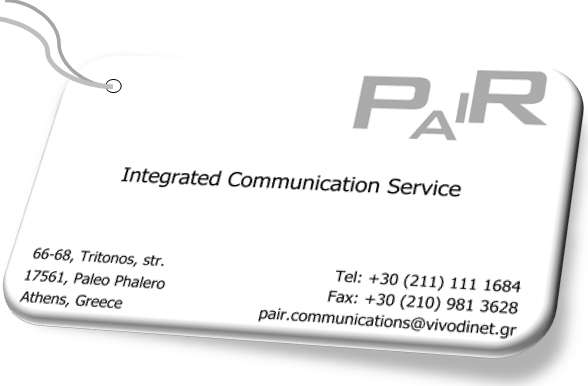 PAIR
Integrated Communication Service
66-68, Tritonos, str.
17561, Paleo Phalero
Athens, Greece
Tel: +30 (211) 111 1684
Fax: +30 (210) 981 3628
pair.communications@vivodinet.gr